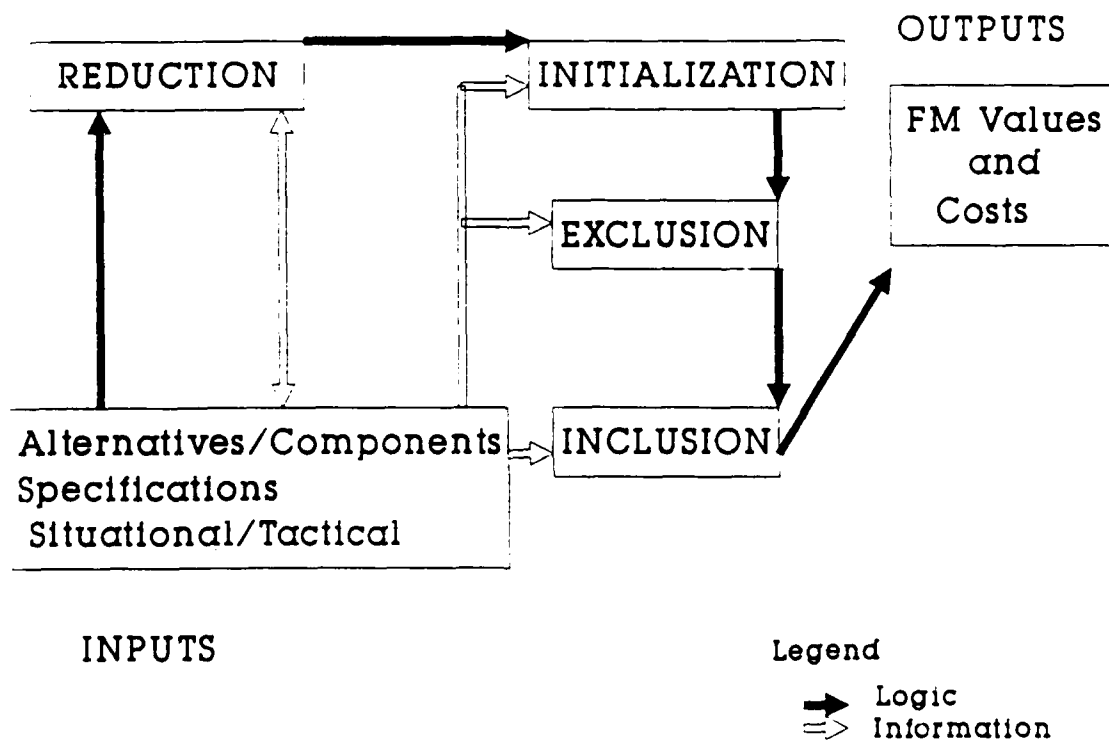 OUTPUTS
REDUCTION
INITIALIZATION
FM Values
and
Costs
EXCLUSION
Alternatives/Components
Specifications
Situational/Tactical
INCLUSION
INPUTS
Legend
Logic
Information